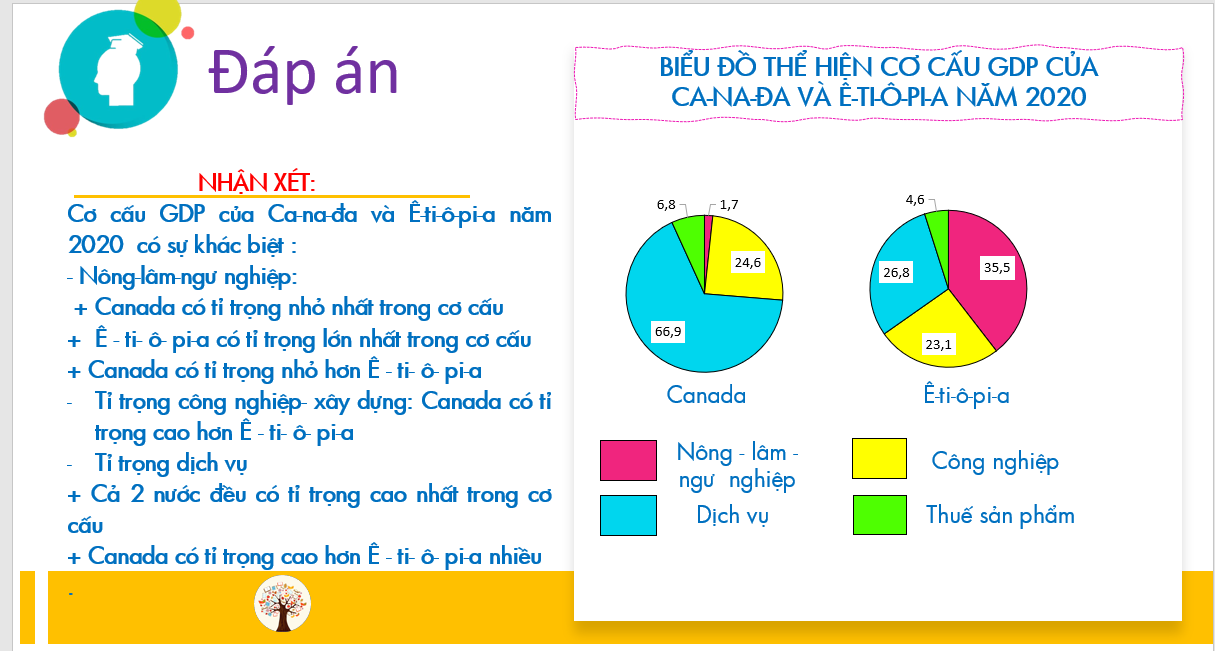 Đáp án
NHẬN XÉT:
Cơ cấu GDP của Ca-na-đa và Ê-ti-ô-pi-a năm
2020 có sự khác biệt :
- Nông-lâm-ngư nghiệp:
+ Canada có tỉ trọng nhỏ nhất trong cơ cấu
+ Ê - ti- ô- pi-a có tỉ trọng lớn nhất trong cơ cấu
+ Canada có tỉ trọng nhỏ hơn Ê - ti- ô- pi-a
- Tỉ trọng công nghiệp- xây dựng: Canada có tỉ
trọng cao hơn Ê - ti- ô- pi-a
- Tỉ trọng dịch vụ
+ Cả 2 nước đều có tỉ trọng cao nhất trong cơ
cấu
+ Canada có tỉ trọng cao hơn Ê - ti- ô- pi-a nhiều
-
BIỂU ĐỒ THỂ HIỆN CƠ CẤU GDP CỦA
CA-NA-ĐA VÀ Ê-TI-Ô-PI-A NĂM 2020
6,8
1,7
24,6
66,9
Canada
4,6
35,5
26,8
23,1
Ê-ti-ô-pi-a
Nông - lâm -
ngư nghiệp
Công nghiệp
Dịch vụ
Thuế sản phẩm